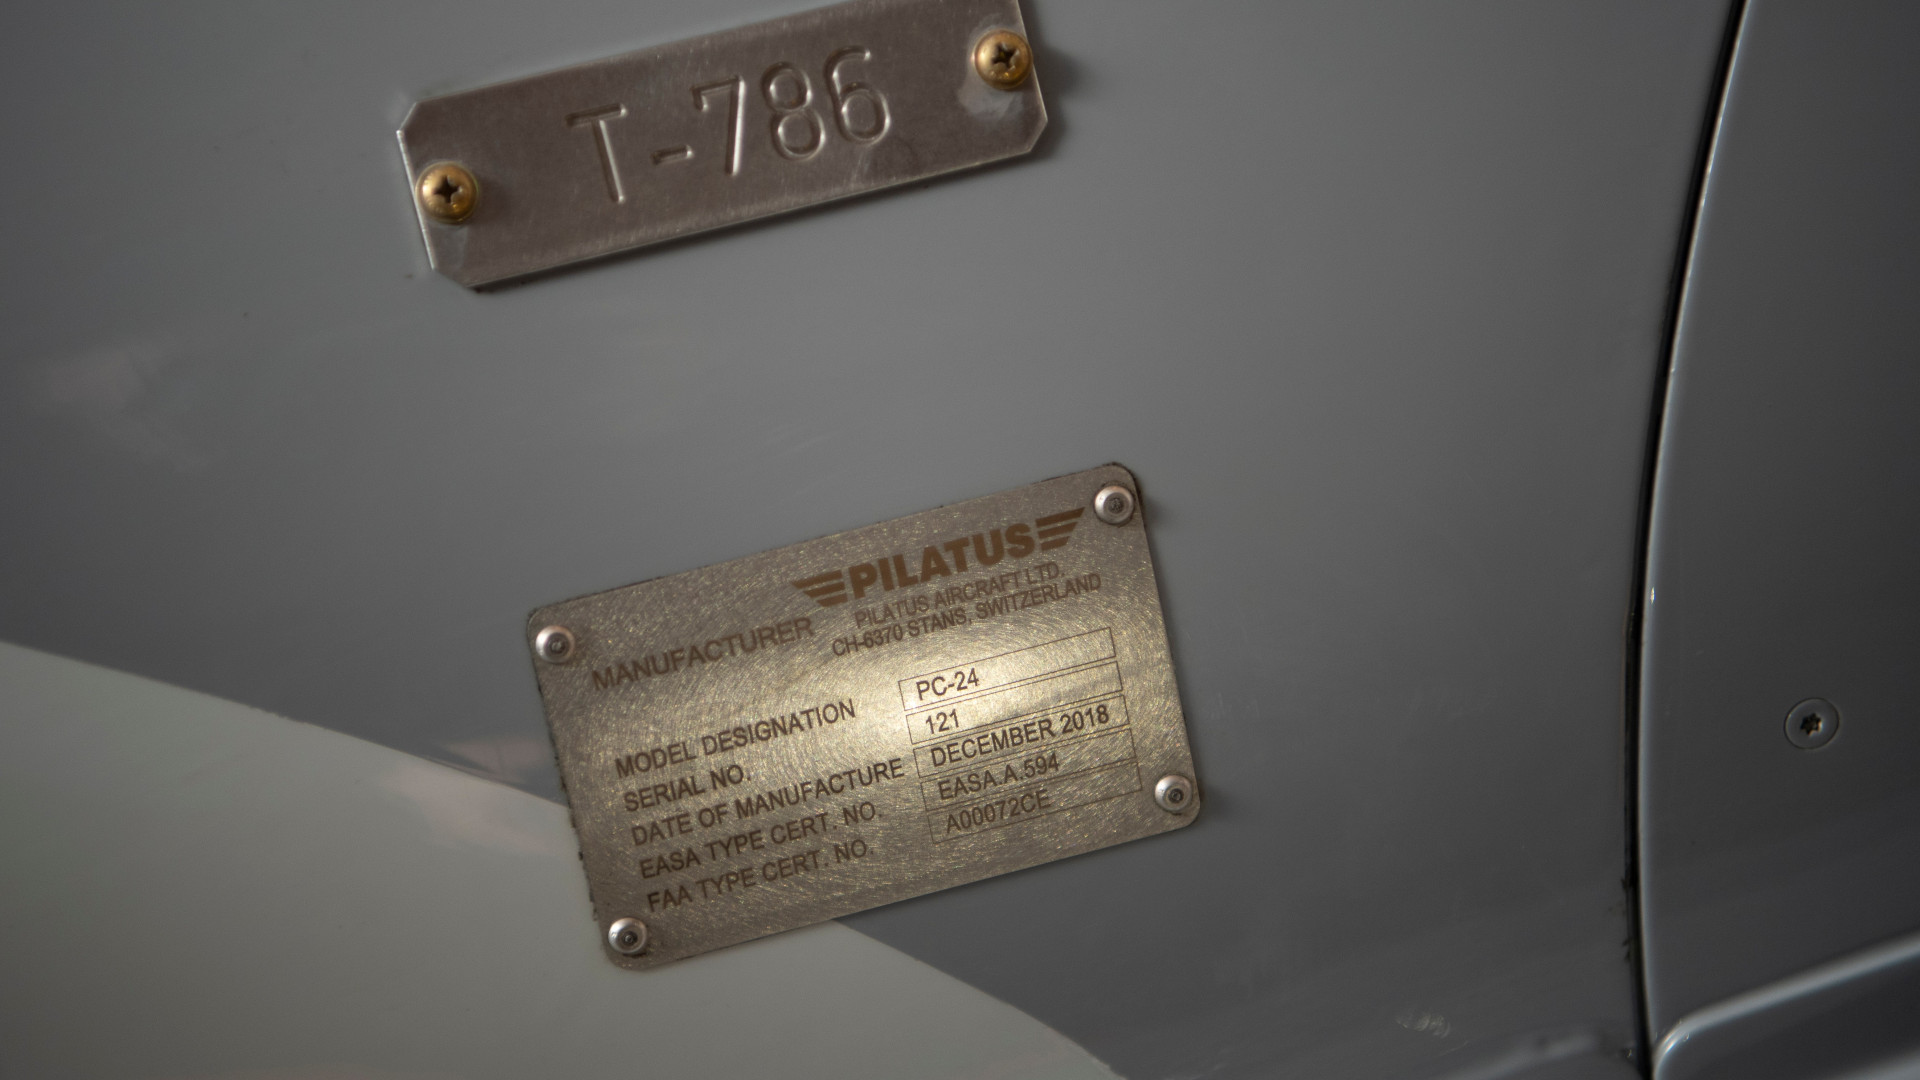 T-786
PILATUS
MANUFACTURER PILATUS AIRCRAFT LTD.
CH-6370 STANS, SWITZERLAND
MODEL DESIGNATION PC-24
SERIAL NO. 121
DATE OF MANUFACTURE DECEMBER 2018
EASA TYPE CERT. NO. EASA.A.594
FAA TYPE CERT. NO. A00072CE